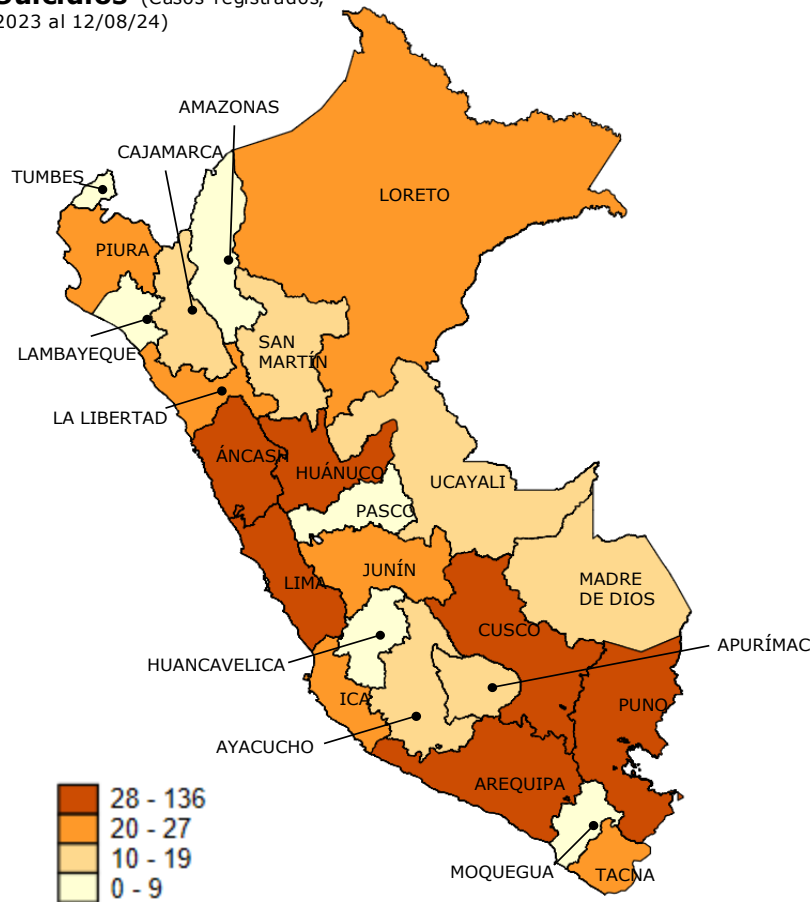 Suicidios (Casos registrados,
2023 al 12/08/24)
AMAZONAS
CAJAMARCA
TUMBES
LORETO
PIURA
SAN
MARTÍN
LAMBAYEQUE
LA LIBERTAD
ÁNCASH
HUÁNUCO
UCAYALI
PASCO
JUNÍN
LIMA
MADRE
DE DIOS
CUSCO
APURÍMAC
HUANCAVELICA
ICA
PUNO
AYACUCHO
AREQUIPA
28 - 136
20 - 27
10 - 19
0 - 9
MOQUEGUA
TACNA